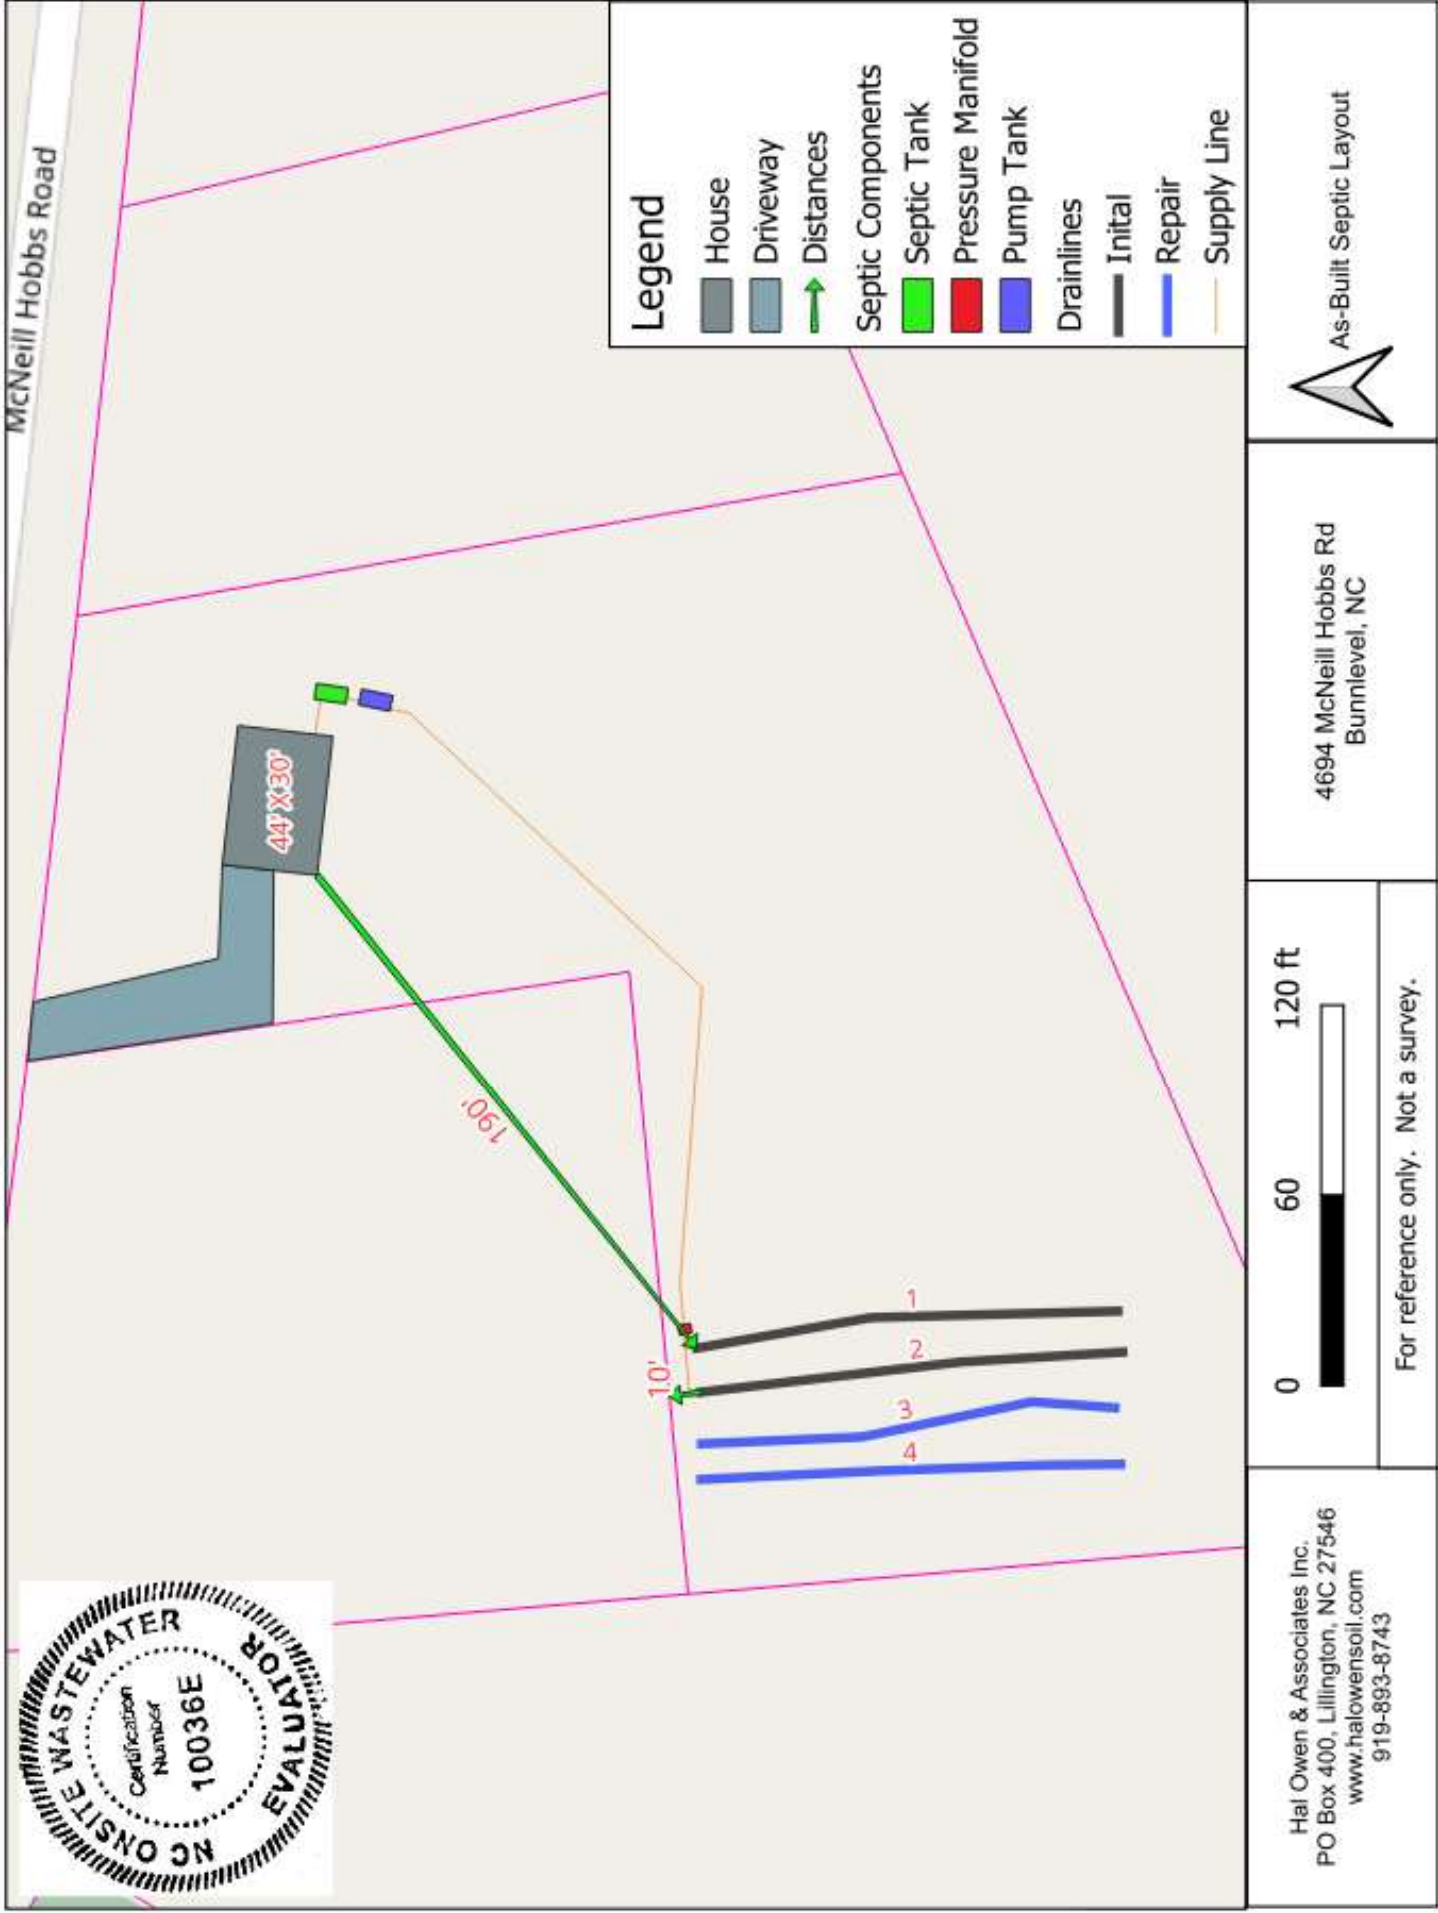 McNeill Hobbs Road
44' X 30'
190'
10'
1
2
3
4
NC ONSITE WASTEWATER
EVALUATOR
Certification
Number
10036E
Legend
House
Driveway
Distances
Septic Components
Septic Tank
Pressure Manifold
Pump Tank
Drainlines
Inital
Repair
Supply Line
Hal Owen & Associates Inc.
PO Box 400, Lillington, NC 27546
www.halowensoil.com
919-893-8743
0 60 120 ft
For reference only. Not a survey.
4694 McNeill Hobbs Rd
Bunnlevel, NC
As-Built Septic Layout